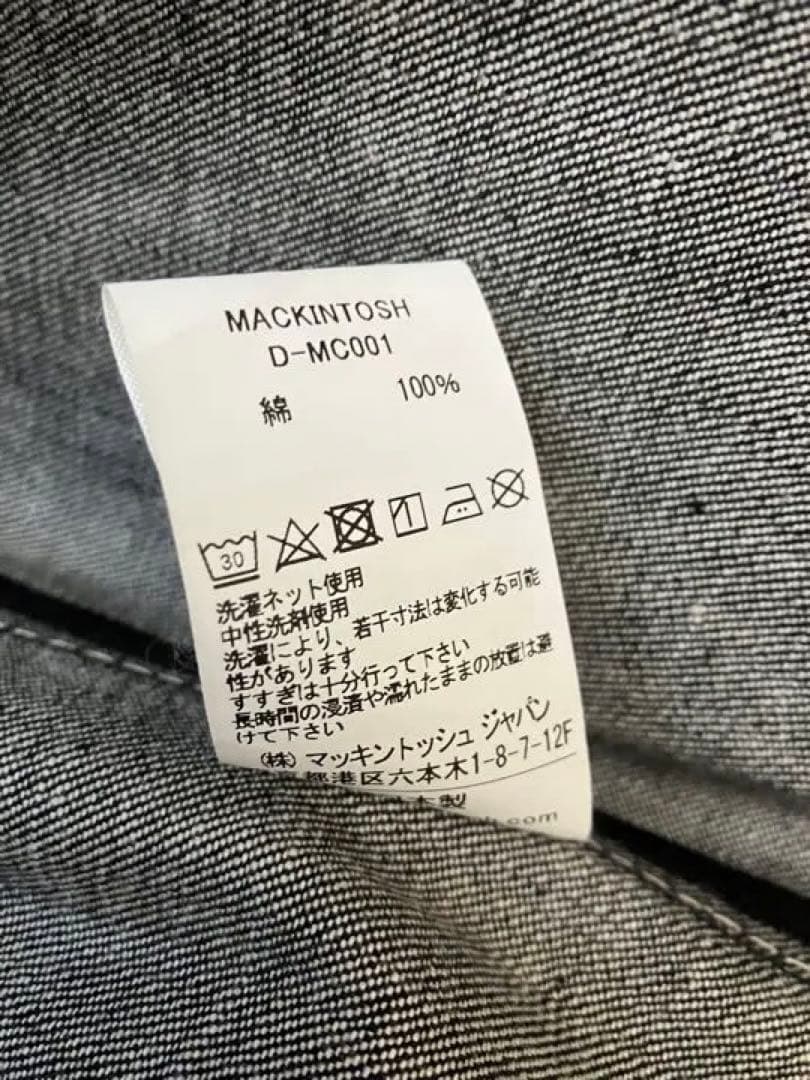 MACKINTOSH
D-MC001
綿 100%
30
洗濯ネット使用
中性洗剤使用
洗濯により、若干寸法は変化する可能
性があります
すすぎは十分行って下さい
長時間の浸漬や濡れたままの放置は避
けて下さい
(株) マッキントッシュ ジャパン
都港区六本木1-8-7-12F
製
.com